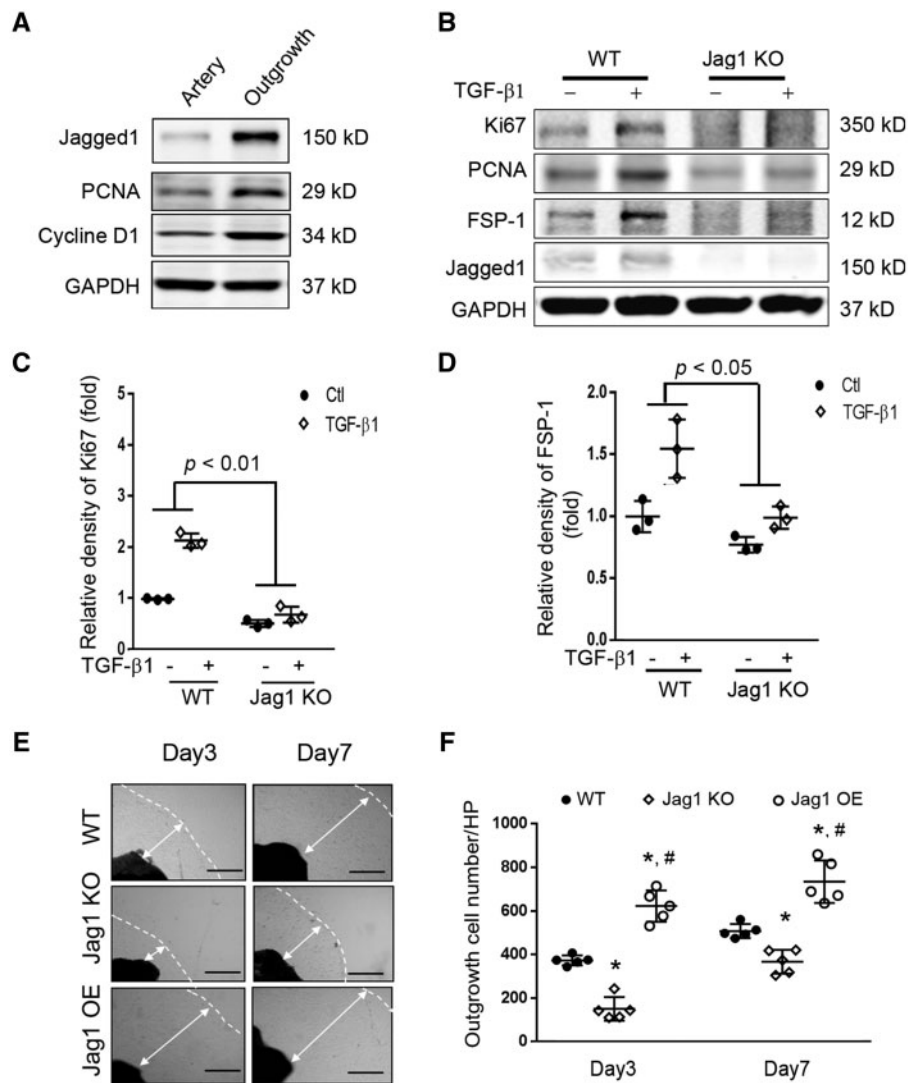 A
Artery
Outgrowth
Jagged1
150 kD
PCNA
29 kD
Cycline D1
34 kD
GAPDH
37 kD
B
WT
Jag1 KO
TGF-β1
– + – +
Ki67
350 kD
PCNA
29 kD
FSP-1
12 kD
Jagged1
150 kD
GAPDH
37 kD
C
Relative density of Ki67 (fold)
5
4
3
2
1
0
Ctl
TGF-β1
p < 0.01
TGF-β1 - + - +
WT
Jag1 KO
D
Relative density of FSP-1
(fold)
2.0
1.5
1.0
0.5
0.0
p < 0.05
Ctl
TGF-β1
TGF-β1 - + - +
WT
Jag1 KO
E
Day3
Day7
WT
Jag1 KO
Jag1 OE
F
WT
Jag1 KO
Jag1 OE
Outgrowth cell number/HP
1000
800
600
400
200
0
*
*, #
*
*, #
Day3
Day7